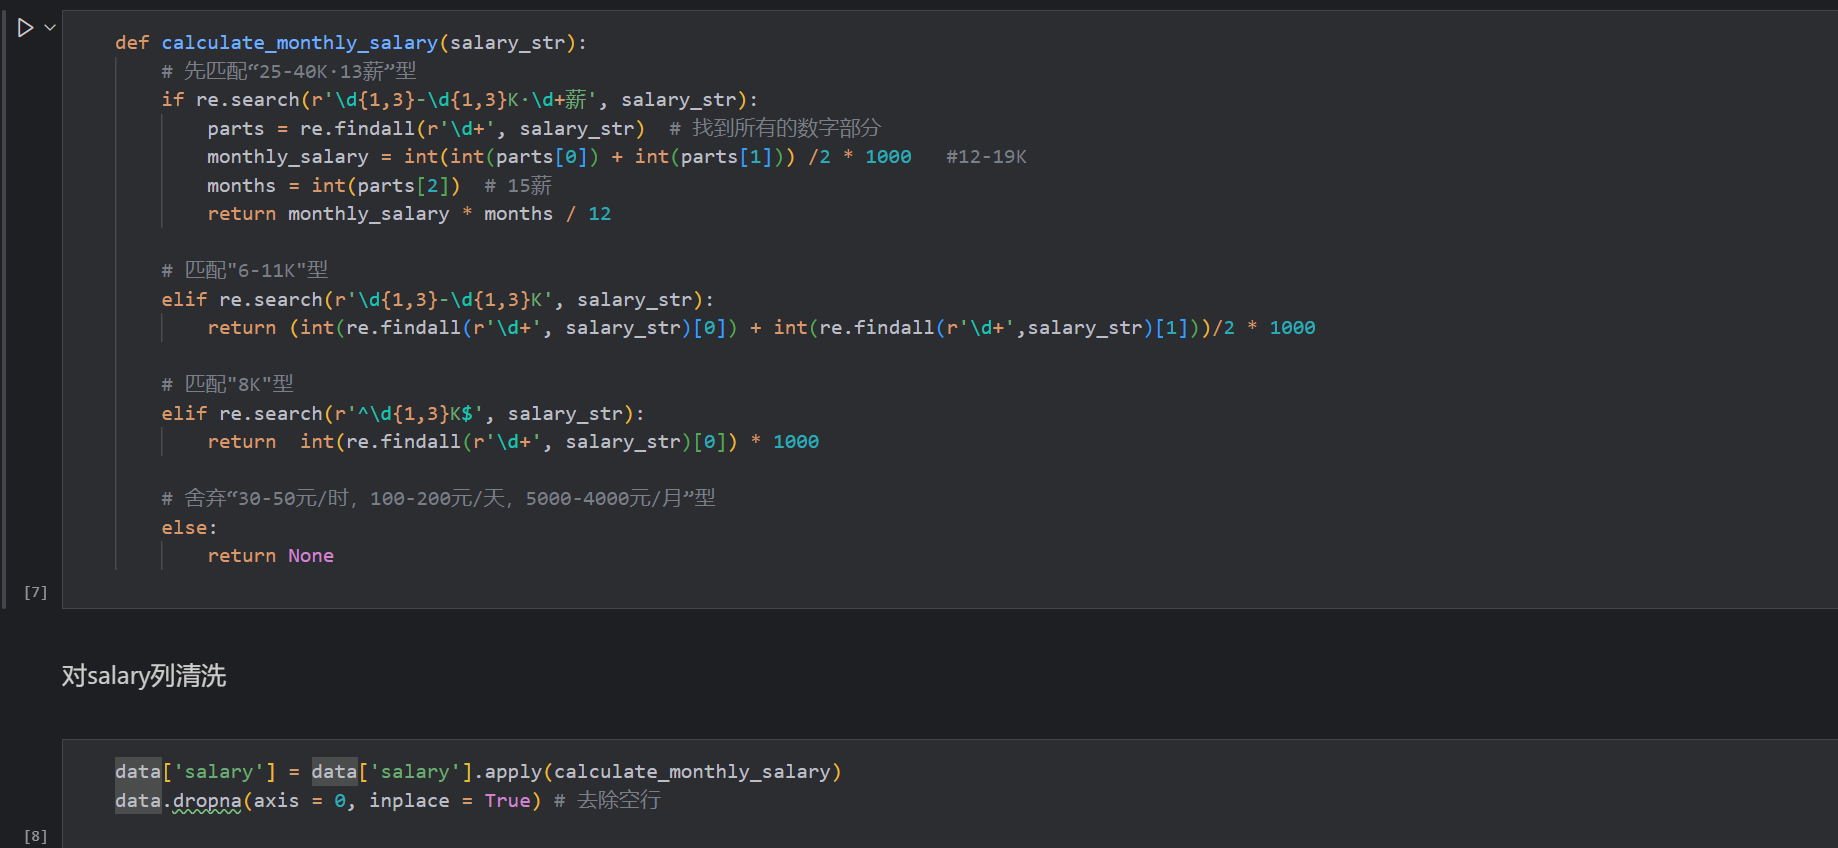 def calculate_monthly_salary(salary_str):
# 先匹配“25-40K·13薪”型
if re.search(r'\d{1,3}-\d{1,3}K·\d+薪', salary_str):
parts = re.findall(r'\d+', salary_str)  # 找到所有的数字部分
monthly_salary = int(int(parts[0]) + int(parts[1])) /2 * 1000   #12-19K
months = int(parts[2])  # 15薪
return monthly_salary * months / 12
# 匹配"6-11K"型
elif re.search(r'\d{1,3}-\d{1,3}K', salary_str):
return (int(re.findall(r'\d+', salary_str)[0]) + int(re.findall(r'\d+',salary_str)[1]))/2 * 1000
# 匹配"8K"型
elif re.search(r'^\d{1,3}K$', salary_str):
return  int(re.findall(r'\d+', salary_str)[0]) * 1000
# 舍弃“30-50元/时，100-200元/天，5000-4000元/月”型
else:
return None
[7]
对salary列清洗
data['salary'] = data['salary'].apply(calculate_monthly_salary)
data.dropna(axis = 0, inplace = True) # 去除空行
[8]